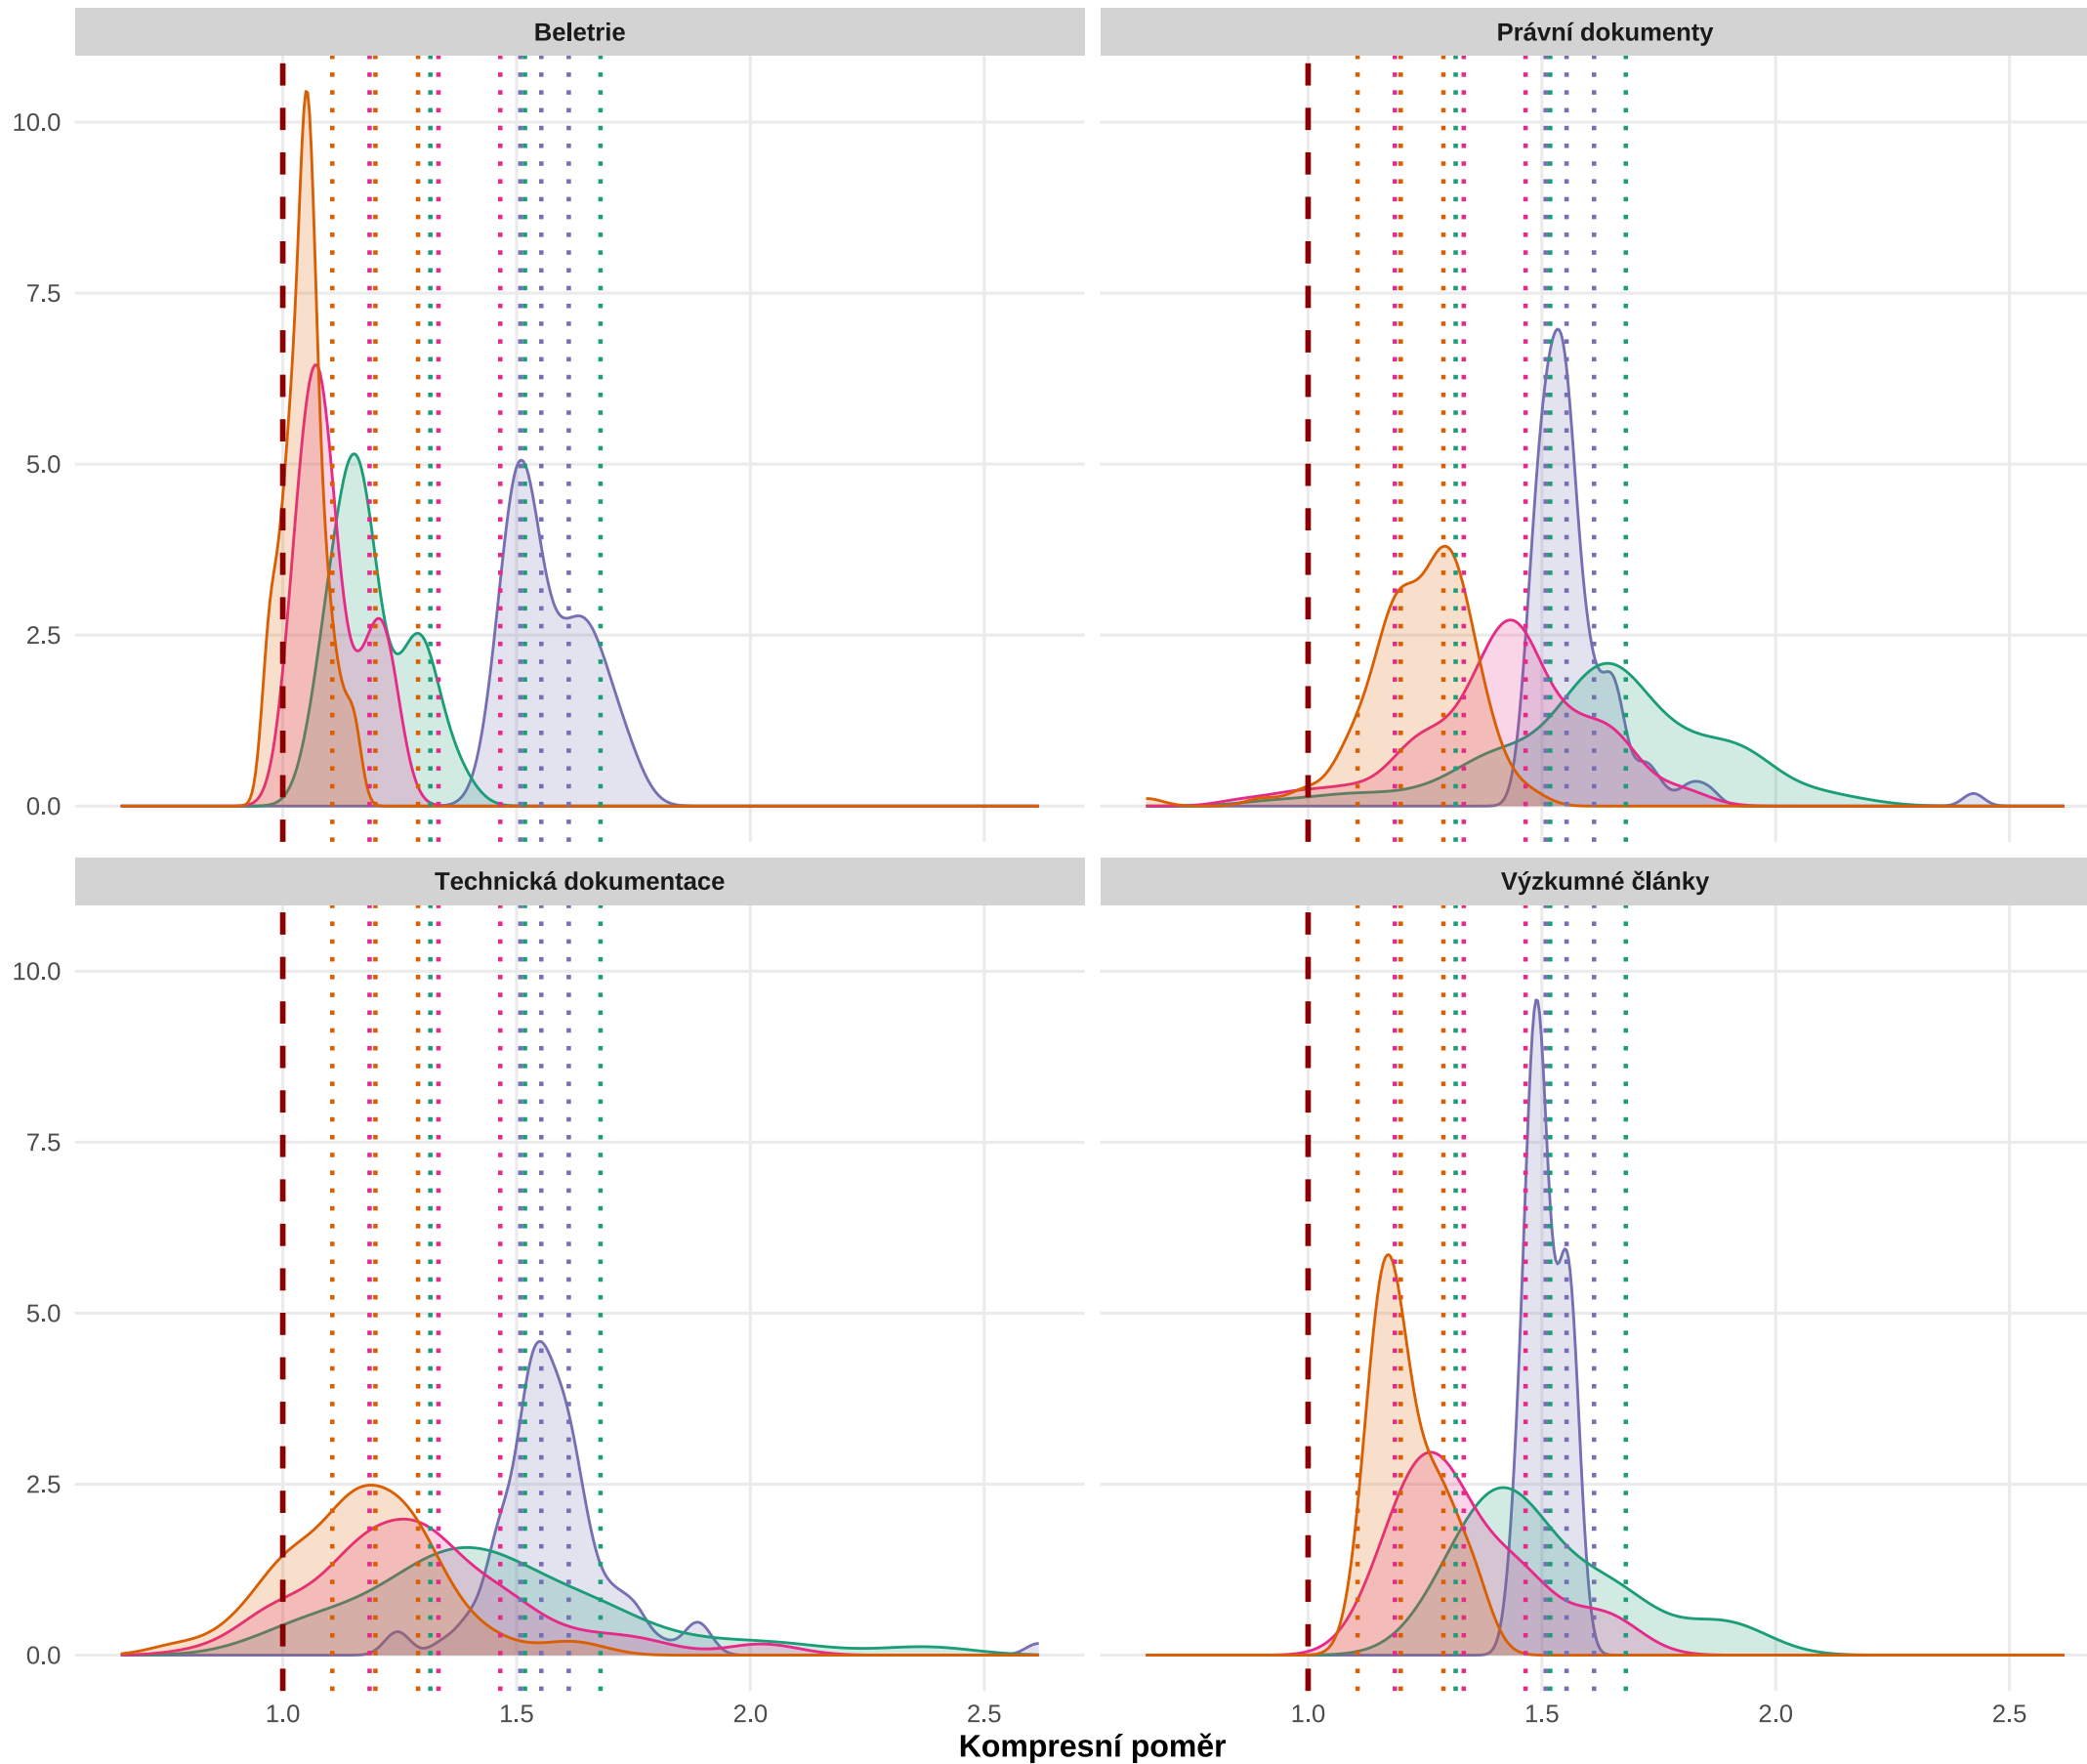 Beletrie
Právní dokumenty
10.0
7.5
5.0
2.5
0.0
Technická dokumentace
Výzkumné články
10.0
7.5
5.0
2.5
0.0
1.0 1.5 2.0 2.5 1.0 1.5 2.0 2.5
Kompresní poměr